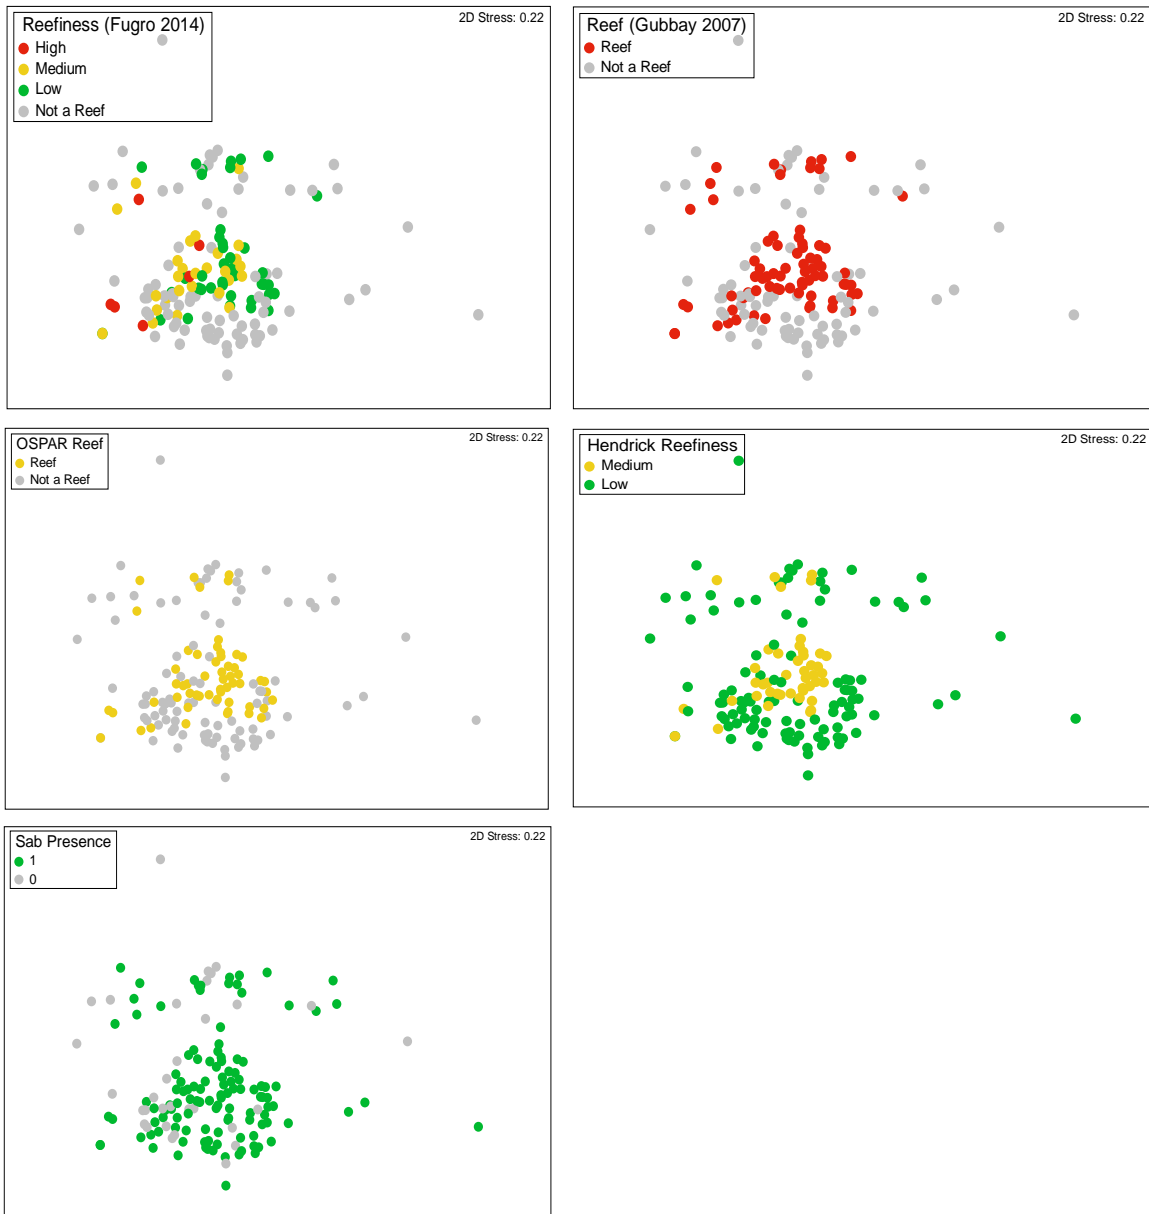 Reefiness (Fugro 2014)
High
Medium
Low
Not a Reef
2D Stress: 0.22
Reef (Gubbay 2007)
Reef
Not a Reef
2D Stress: 0.22
OSPAR Reef
Reef
Not a Reef
2D Stress: 0.22
Hendrick Reefiness
Medium
Low
2D Stress: 0.22
Sab Presence
1
0
2D Stress: 0.22